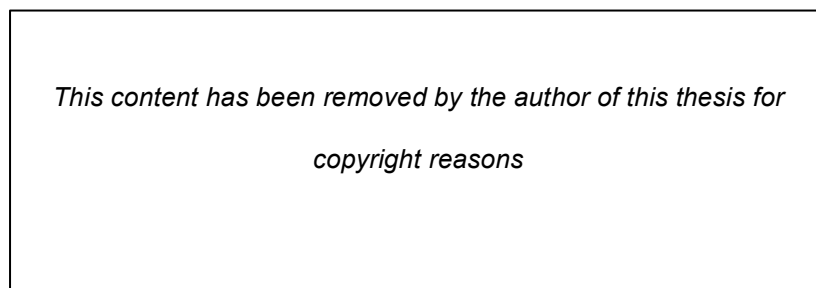 This content has been removed by the author of this thesis for
copyright reasons